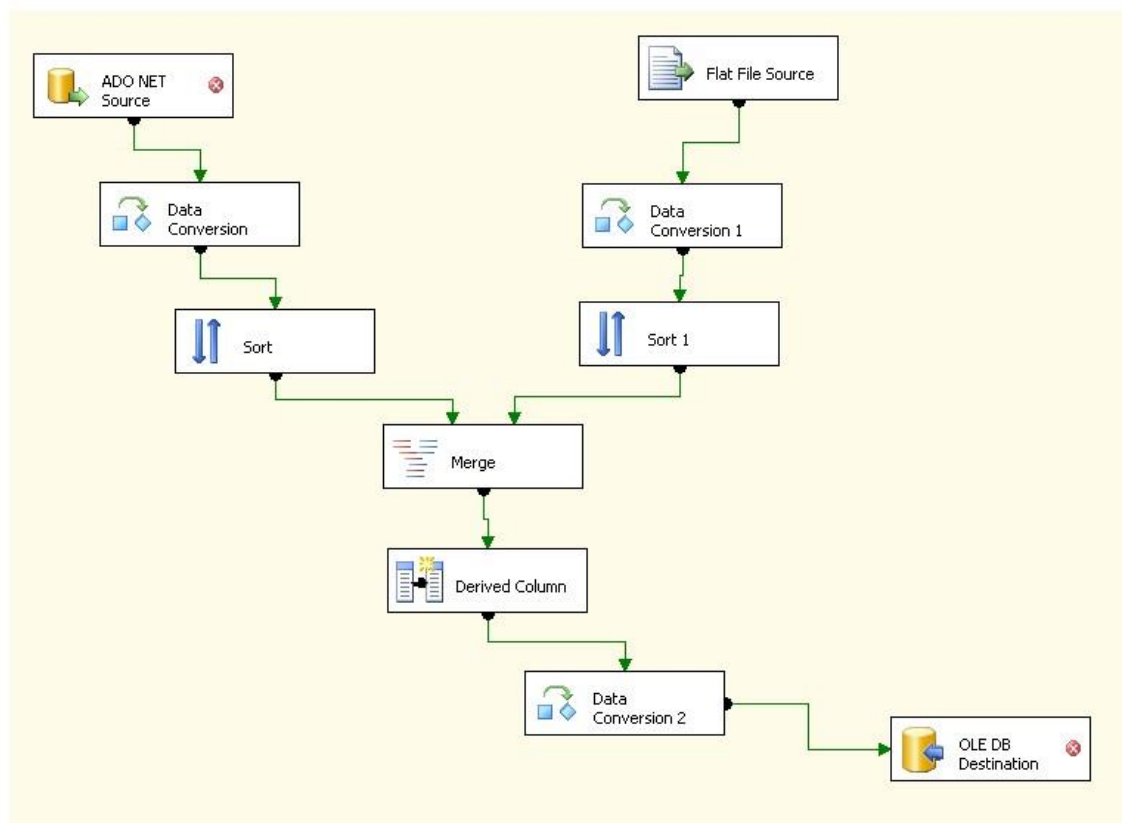 ADO NET
Source
Flat File Source
Data
Conversion
Data
Conversion 1
Sort
Sort 1
Merge
Derived Column
Data
Conversion 2
OLE DB
Destination